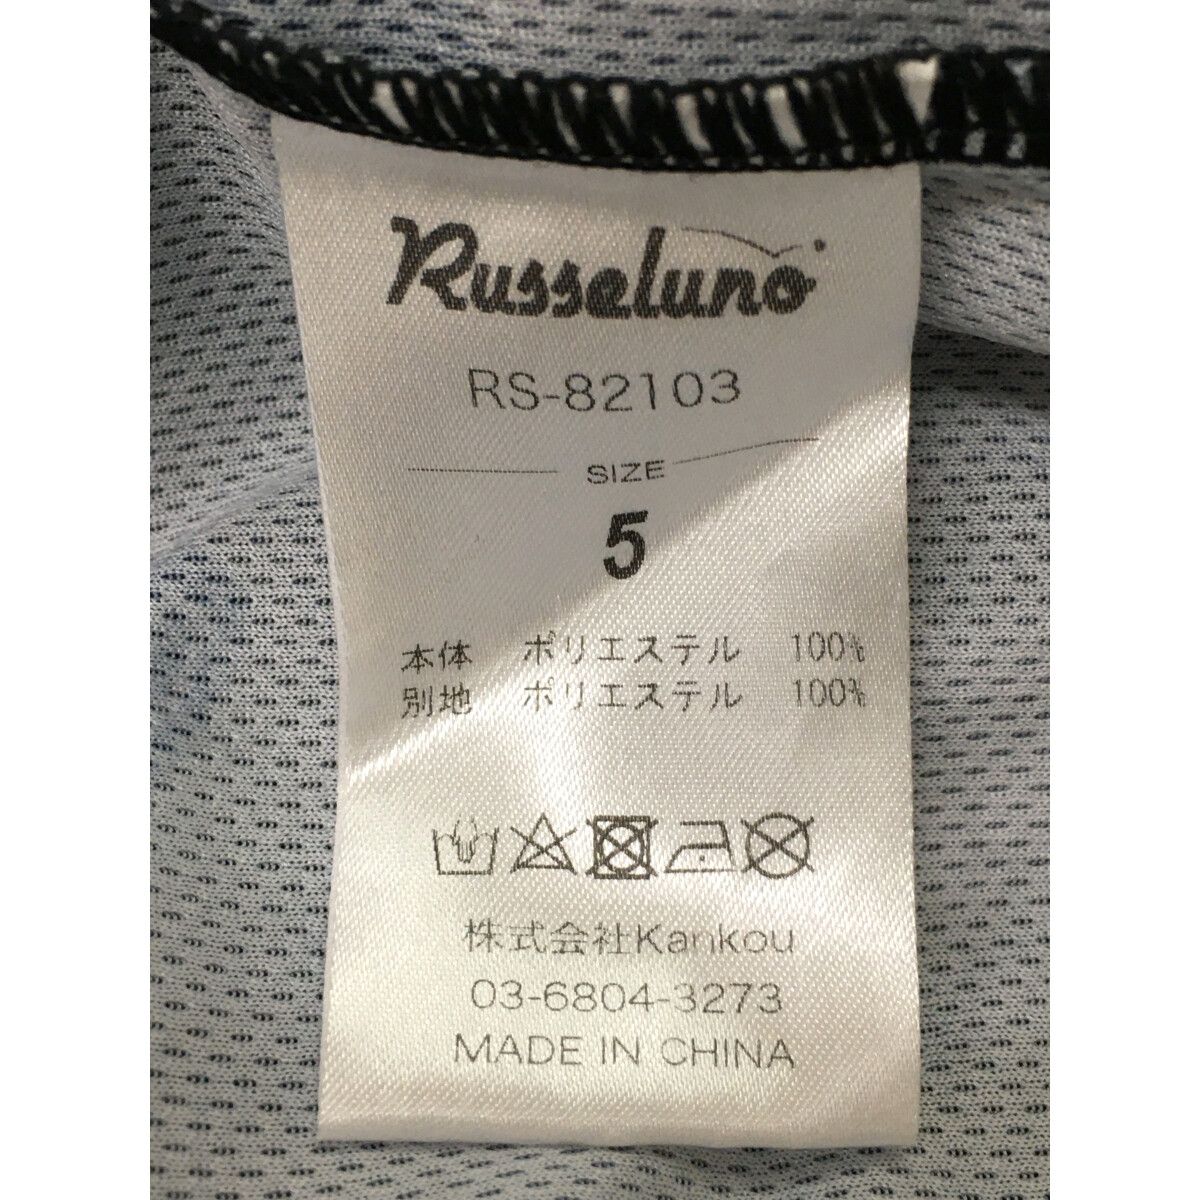 Russeluno
RS-82103
SIZE
5
本体 ポリエステル 100%
別地 ポリエステル 100%
株式会社Kankou
03-6804-3273
MADE IN CHINA